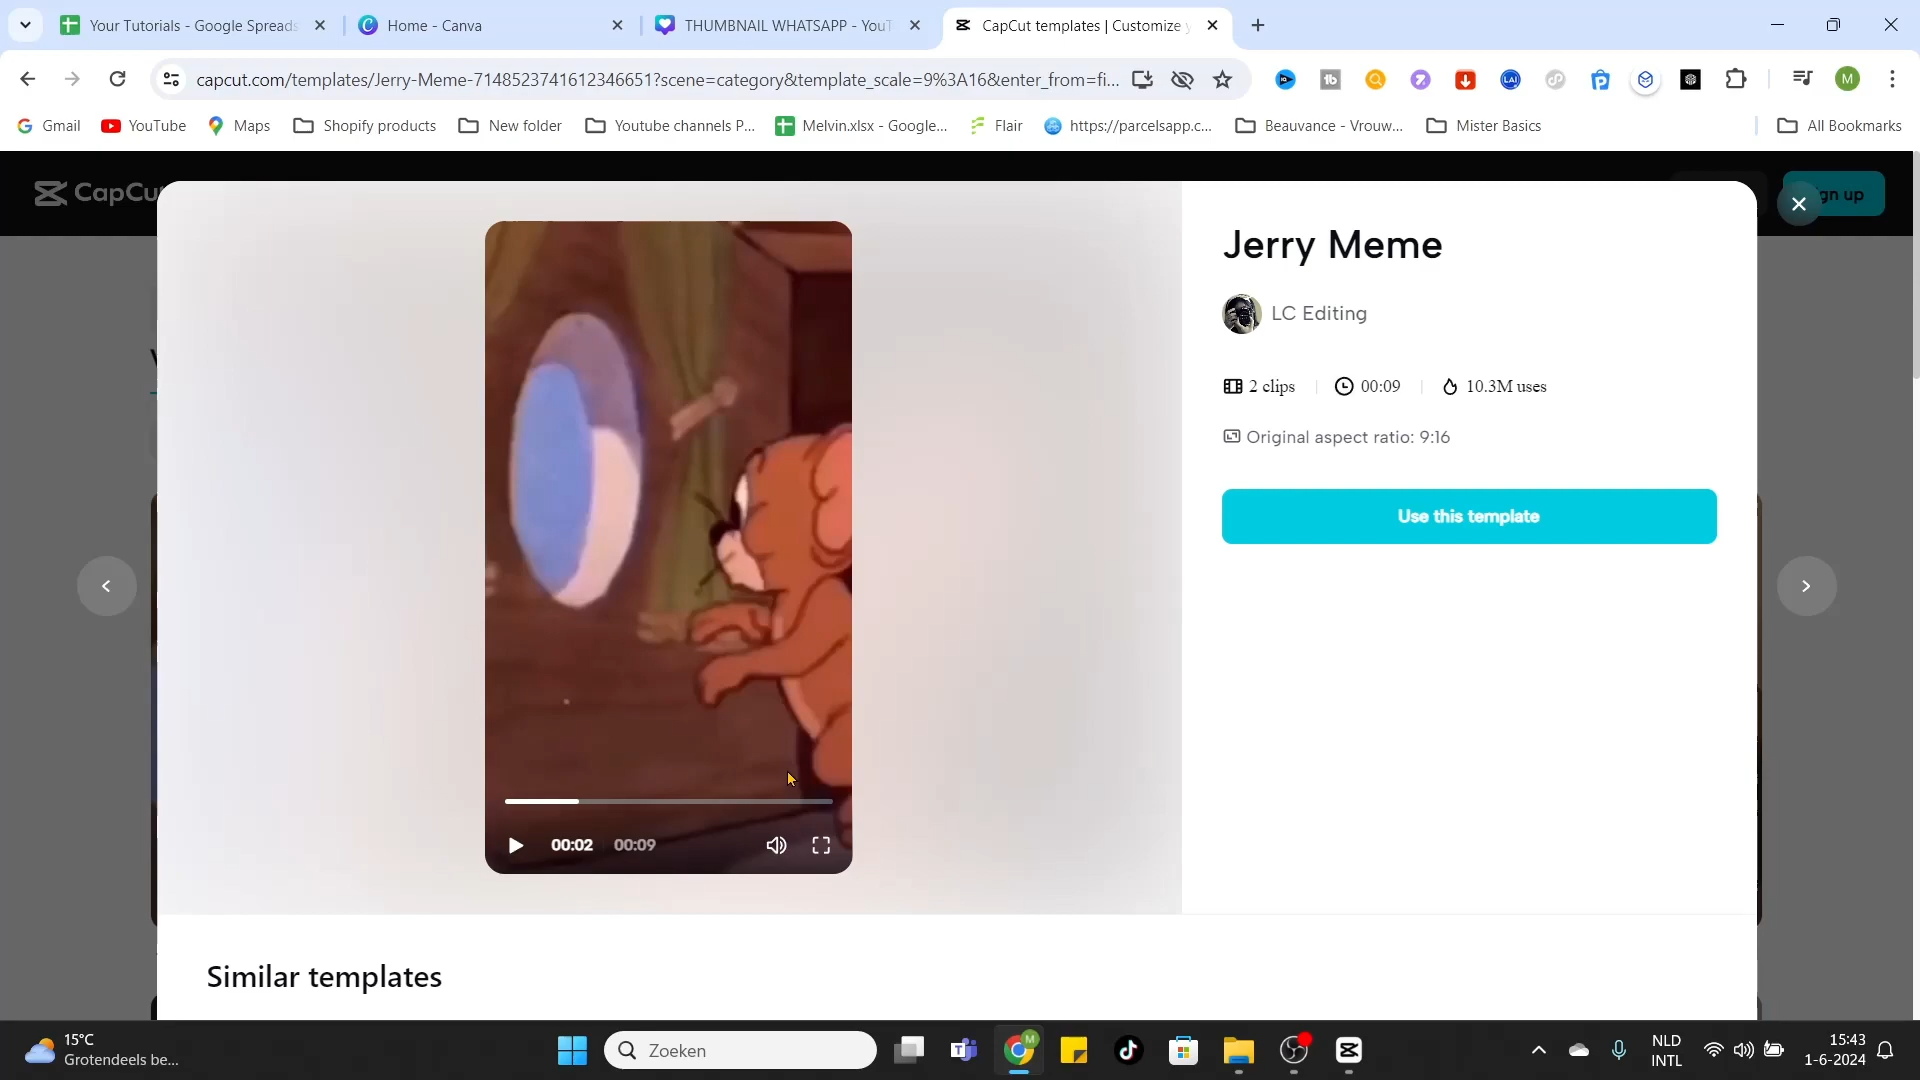 Your Tutorials - Google Spreads
Home - Canva
THUMBNAIL WHATSAPP - YouT
CapCut templates | Customize y
capcut.com/templates/Jerry-Meme-7148523741612346651?scene=category&template_scale=9%3A16&enter_from=fi...
Gmail
YouTube
Maps
Shopify products
New folder
Youtube channels P...
Melvin.xlsx - Google...
Flair
https://parcelsapp.c...
Beauvance - Vrouw...
Mister Basics
All Bookmarks
CapCu
gn up
Jerry Meme
LC Editing
2 clips
00:09
10.3M uses
Original aspect ratio: 9:16
Use this template
00:02
00:09
Similar templates
15°C
Grotendeels be...
Zoeken
NLD
INTL
15:43
1-6-2024